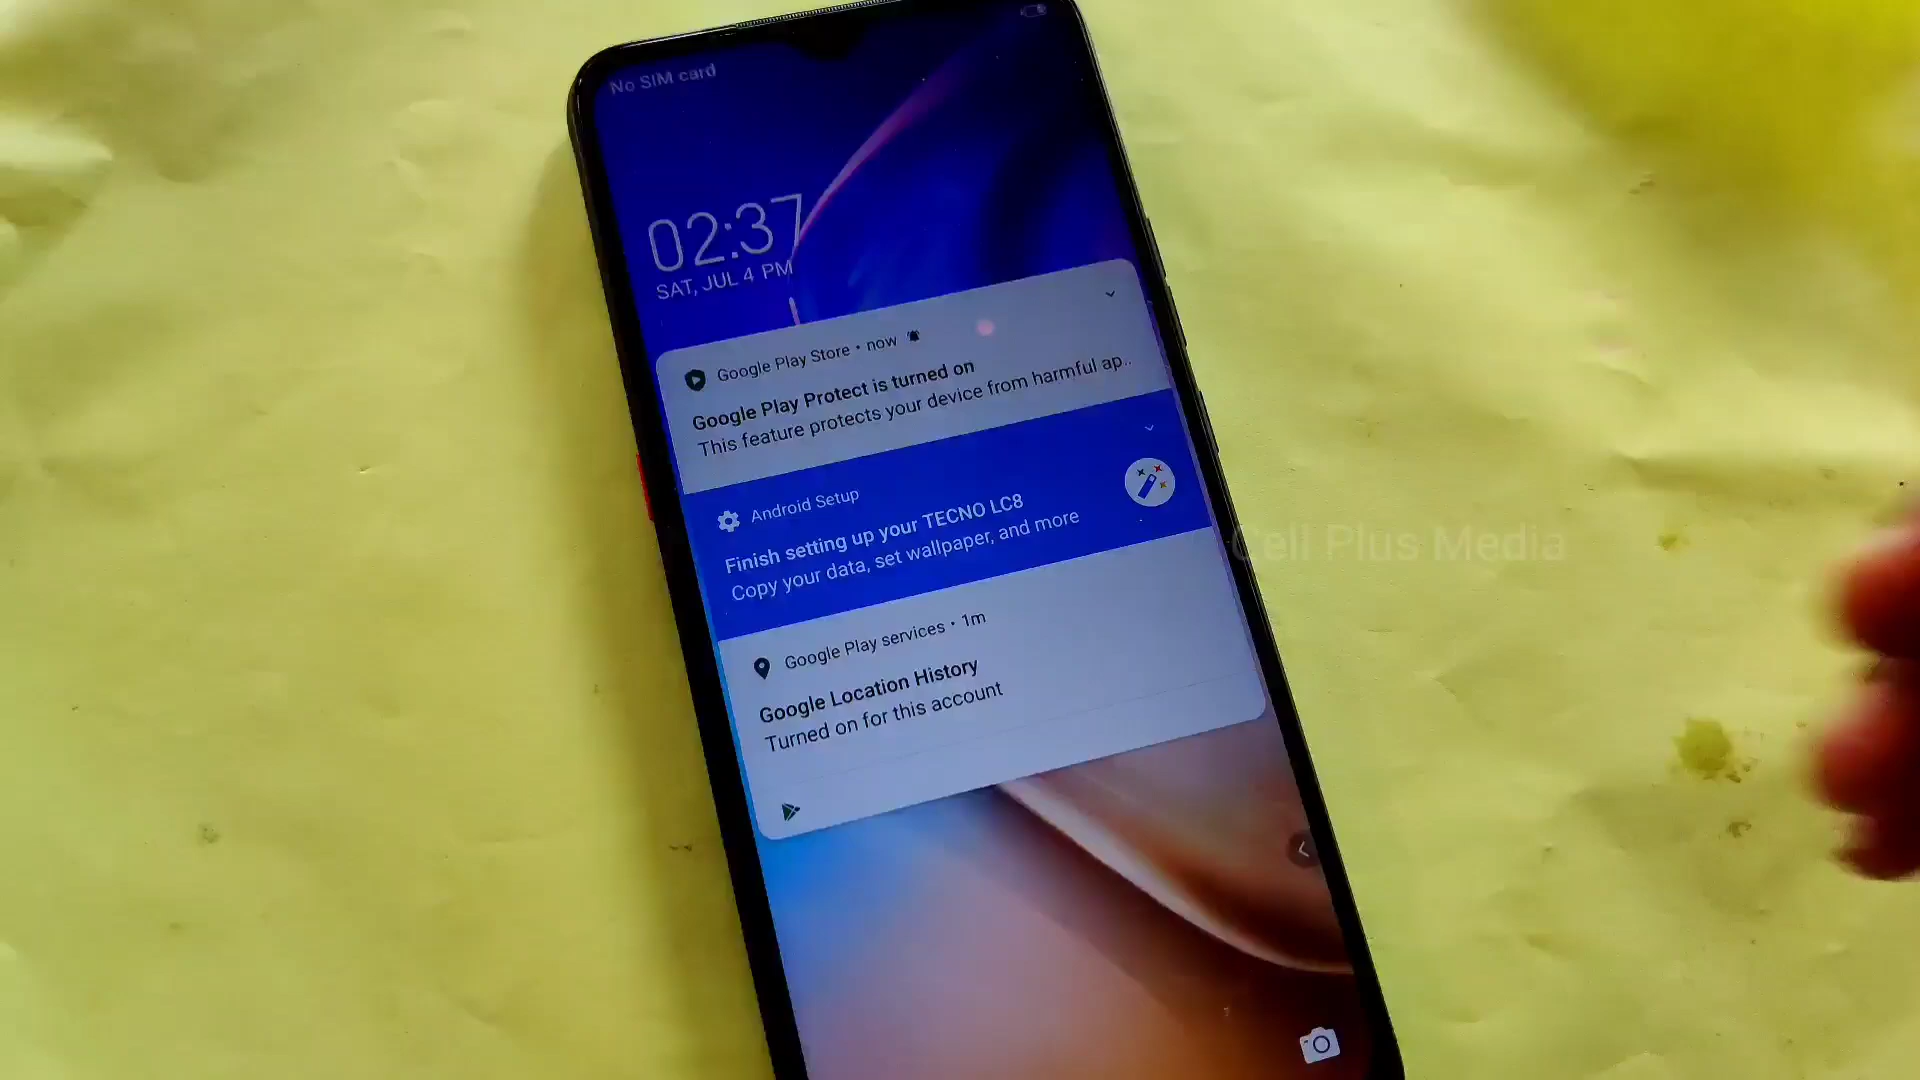 No SIM card
02:37
SAT, JUL 4 PM
Google Play Store • now
Google Play Protect is turned on
This feature protects your device from harmful ap..
Android Setup
Finish setting up your TECNO LC8
Copy your data, set wallpaper, and more
Google Play services • 1m
Google Location History
Turned on for this account
Cell Plus Media